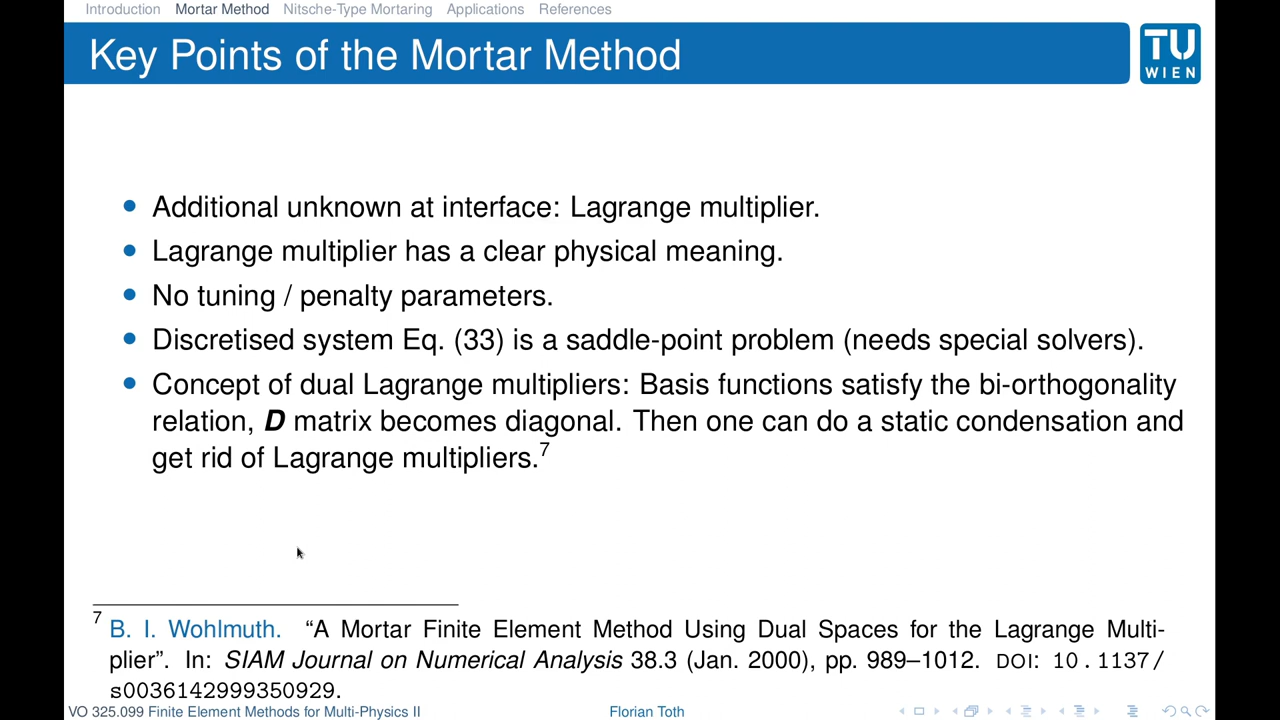 Introduction Mortar Method Nitsche-Type Mortaring Applications References
Key Points of the Mortar Method
TU
WIEN
• Additional unknown at interface: Lagrange multiplier.
• Lagrange multiplier has a clear physical meaning.
• No tuning / penalty parameters.
• Discretised system Eq. (33) is a saddle-point problem (needs special solvers).
• Concept of dual Lagrange multipliers: Basis functions satisfy the bi-orthogonality
relation, D matrix becomes diagonal. Then one can do a static condensation and
get rid of Lagrange multipliers.7
7 B. I. Wohlmuth. “A Mortar Finite Element Method Using Dual Spaces for the Lagrange Multi-
plier”. In: SIAM Journal on Numerical Analysis 38.3 (Jan. 2000), pp. 989–1012. DOI: 10.1137/
s0036142999350929.
VO 325.099 Finite Element Methods for Multi-Physics II Florian Toth